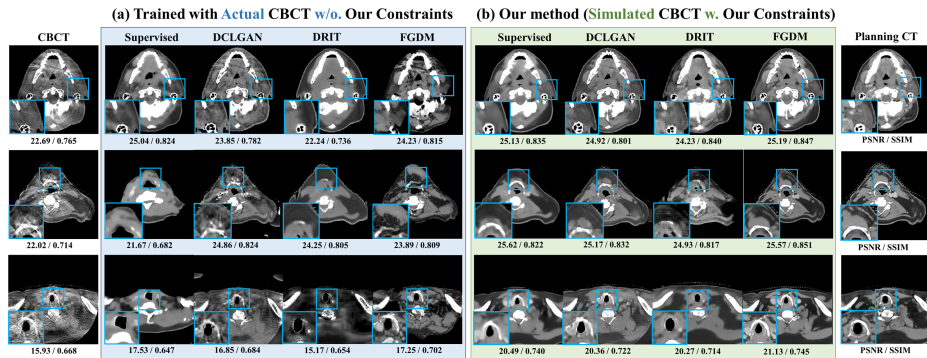 (a) Trained with Actual CBCT w/o. Our Constraints
(b) Our method (Simulated CBCT w. Our Constraints)
CBCT Supervised DCLGAN DRIT FGDM Supervised DCLGAN DRIT FGDM Planning CT
22.69 / 0.765 25.04 / 0.824 23.85 / 0.782 22.24 / 0.736 24.23 / 0.815 25.13 / 0.835 24.92 / 0.801 24.23 / 0.840 25.19 / 0.847 PSNR / SSIM
22.02 / 0.714 21.67 / 0.682 24.86 / 0.824 24.25 / 0.805 23.89 / 0.809 25.62 / 0.822 25.17 / 0.832 24.93 / 0.817 25.57 / 0.851 PSNR / SSIM
15.93 / 0.668 17.53 / 0.647 16.85 / 0.684 15.17 / 0.654 17.25 / 0.702 20.49 / 0.740 20.36 / 0.722 20.27 / 0.714 21.13 / 0.745 PSNR / SSIM